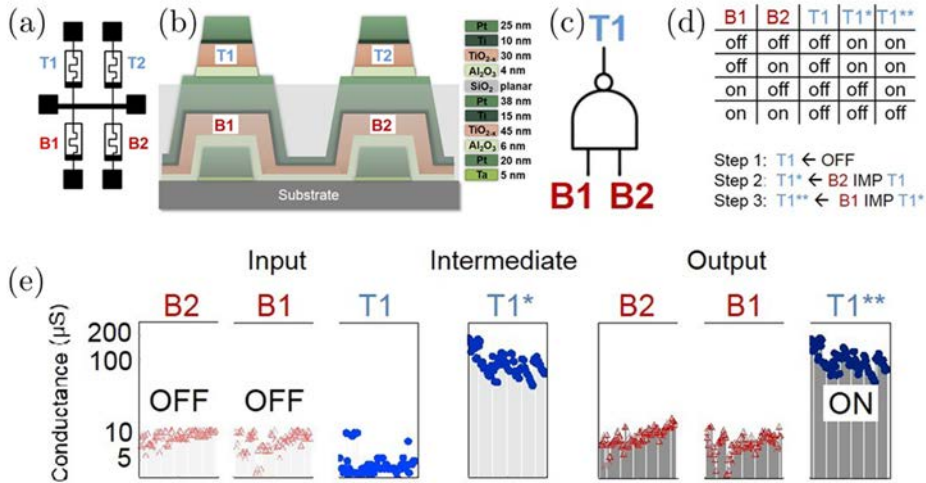 (a)
T1 T2
B1 B2
(b)
T1 T2
B1 B2
Substrate
Pt 25 nm
Ti 10 nm
TiO₂₋ₓ 30 nm
Al₂O₃ 4 nm
SiO₂ planar
Pt 38 nm
Ti 15 nm
TiO₂₋ₓ 45 nm
Al₂O₃ 6 nm
Pt 20 nm
Ta 5 nm
(c)
T1
B1 B2
(d)
B1 B2 T1 T1* T1**
off off off on on
off on off off on
on off off on on
on on off off off
Step 1: T1 ← OFF
Step 2: T1* ← B2 IMP T1
Step 3: T1** ← B1 IMP T1*
(e)
Input Intermediate Output
B2 B1 T1 T1* B2 B1 T1**
Conductance (µS)
200
100
10
5
OFF OFF ON